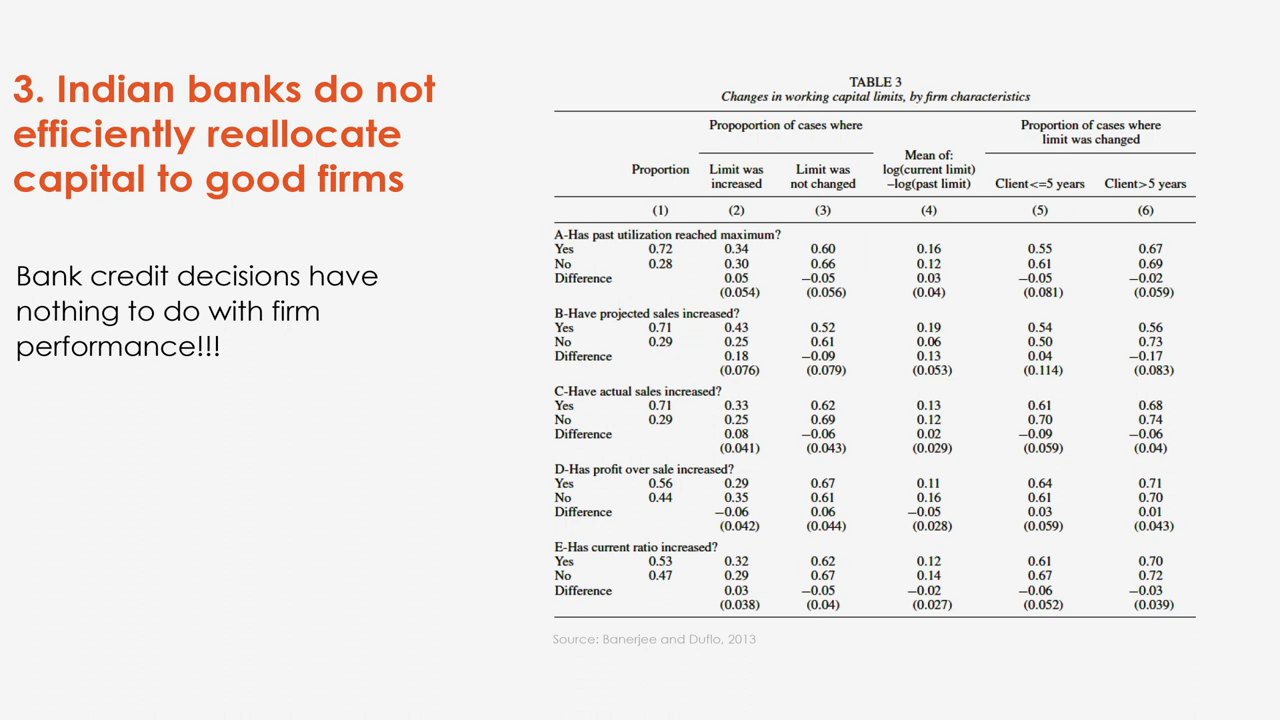 3. Indian banks do not
efficiently reallocate
capital to good firms
Bank credit decisions have
nothing to do with firm
performance!!!
TABLE 3
Changes in working capital limits, by firm characteristics
Propoportion of cases where
Proportion of cases where
limit was changed
Proportion
Limit was
increased
Limit was
not changed
Mean of:
log(current limit)
–log(past limit)
Client<=5 years
Client>5 years
(1) (2) (3) (4) (5) (6)
A-Has past utilization reached maximum?
Yes 0.72 0.34 0.60 0.16 0.55 0.67
No 0.28 0.30 0.66 0.12 0.61 0.69
Difference 0.05 −0.05 0.03 −0.05 −0.02
(0.054) (0.056) (0.04) (0.081) (0.059)
B-Have projected sales increased?
Yes 0.71 0.43 0.52 0.19 0.54 0.56
No 0.29 0.25 0.61 0.06 0.50 0.73
Difference 0.18 −0.09 0.13 0.04 −0.17
(0.076) (0.079) (0.053) (0.114) (0.083)
C-Have actual sales increased?
Yes 0.71 0.33 0.62 0.13 0.61 0.68
No 0.29 0.25 0.69 0.12 0.70 0.74
Difference 0.08 −0.06 0.02 −0.09 −0.06
(0.041) (0.043) (0.029) (0.059) (0.04)
D-Has profit over sale increased?
Yes 0.56 0.29 0.67 0.11 0.64 0.71
No 0.44 0.35 0.61 0.16 0.61 0.70
Difference −0.06 0.06 −0.05 0.03 0.01
(0.042) (0.044) (0.028) (0.059) (0.043)
E-Has current ratio increased?
Yes 0.53 0.32 0.62 0.12 0.61 0.70
No 0.47 0.29 0.67 0.14 0.67 0.72
Difference 0.03 −0.05 −0.02 −0.06 −0.03
(0.038) (0.04) (0.027) (0.052) (0.039)
Source: Banerjee and Duflo, 2013